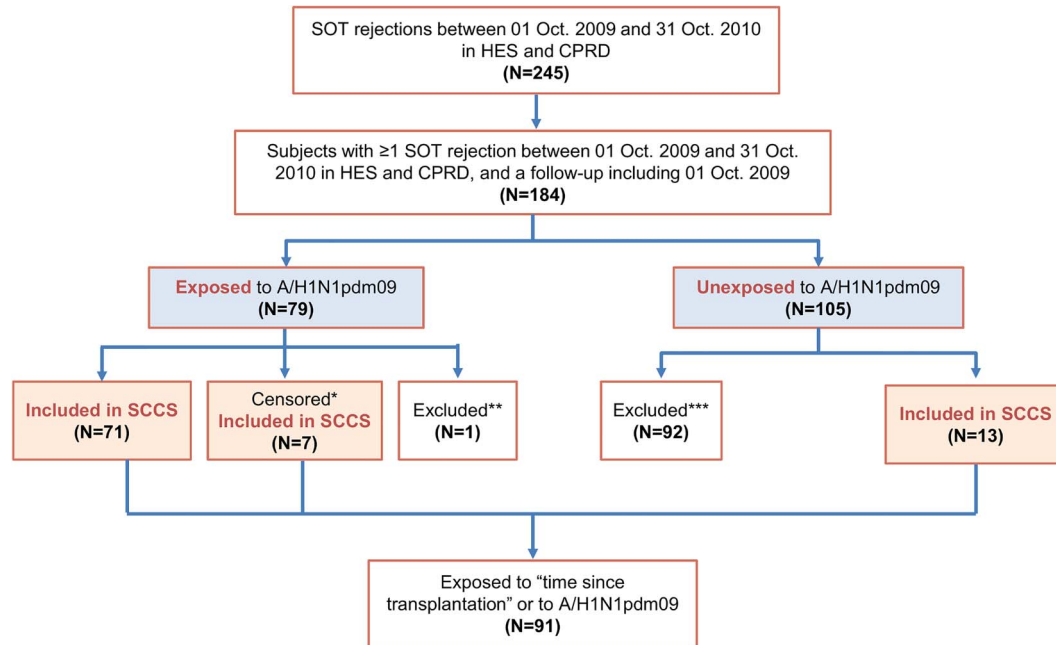 SOT rejections between 01 Oct. 2009 and 31 Oct. 2010
in HES and CPRD
(N=245)
Subjects with ≥1 SOT rejection between 01 Oct. 2009 and 31 Oct.
2010 in HES and CPRD, and a follow-up including 01 Oct. 2009
(N=184)
Exposed to A/H1N1pdm09
(N=79)
Unexposed to A/H1N1pdm09
(N=105)
Included in SCCS
(N=71)
Censored*
Included in SCCS
(N=7)
Excluded**
(N=1)
Excluded***
(N=92)
Included in SCCS
(N=13)
Exposed to “time since
transplantation” or to A/H1N1pdm09
(N=91)